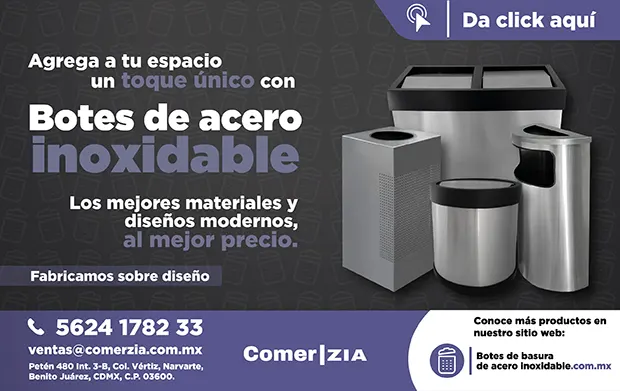 Da click aquí
Agrega a tu espacio
un toque único con
Botes de acero
inoxidable
Los mejores materiales y
diseños modernos,
al mejor precio.
Fabricamos sobre diseño
5624 1782 33
ventas@comerzia.com.mx
Petén 480 Int. 3-B, Col. Vértiz, Narvarte,
Benito Juárez, CDMX, C.P. 03600.
Comer|ZIA
Conoce más productos en
nuestro sitio web:
Botes de basura
de acero inoxidable.com.mx